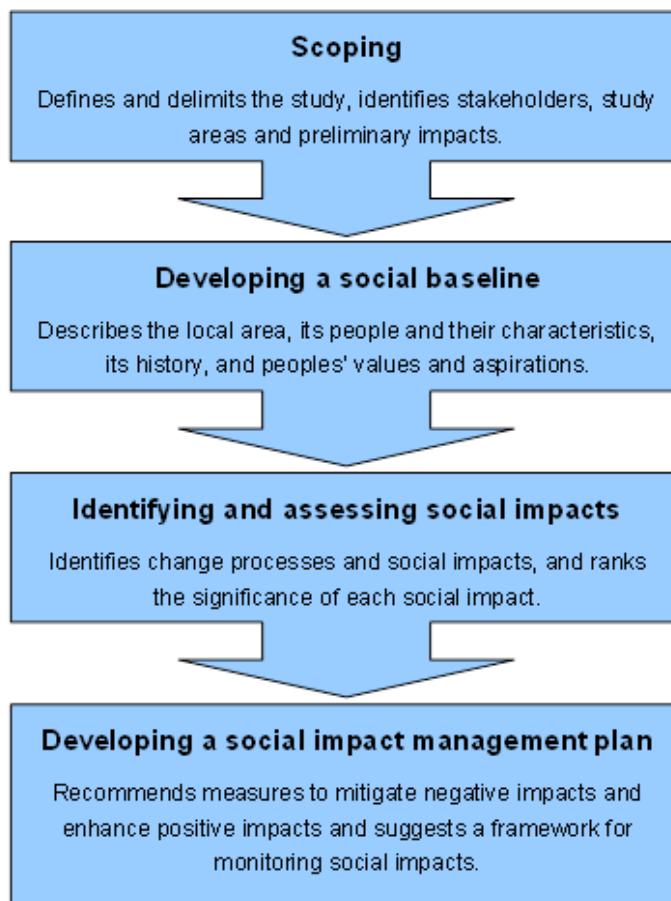 Scoping
Defines and delimits the study, identifies stakeholders, study
areas and preliminary impacts.
Developing a social baseline
Describes the local area, its people and their characteristics,
its history, and peoples' values and aspirations.
Identifying and assessing social impacts
Identifies change processes and social impacts, and ranks
the significance of each social impact.
Developing a social impact management plan
Recommends measures to mitigate negative impacts and
enhance positive impacts and suggests a framework for
monitoring social impacts.